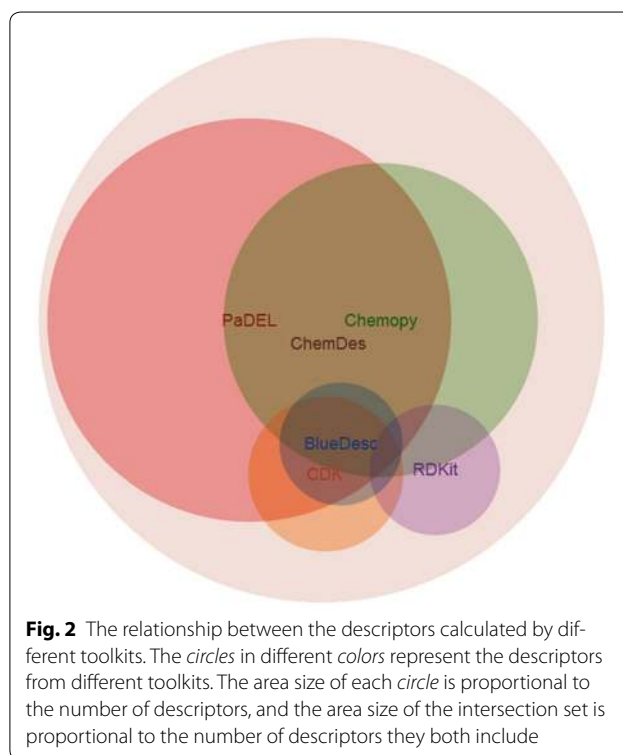 PaDEL Chemopy
ChemDes
BlueDesc
CDK RDKit
Fig. 2 The relationship between the descriptors calculated by dif-
ferent toolkits. The circles in different colors represent the descriptors
from different toolkits. The area size of each circle is proportional to
the number of descriptors, and the area size of the intersection set is
proportional to the number of descriptors they both include